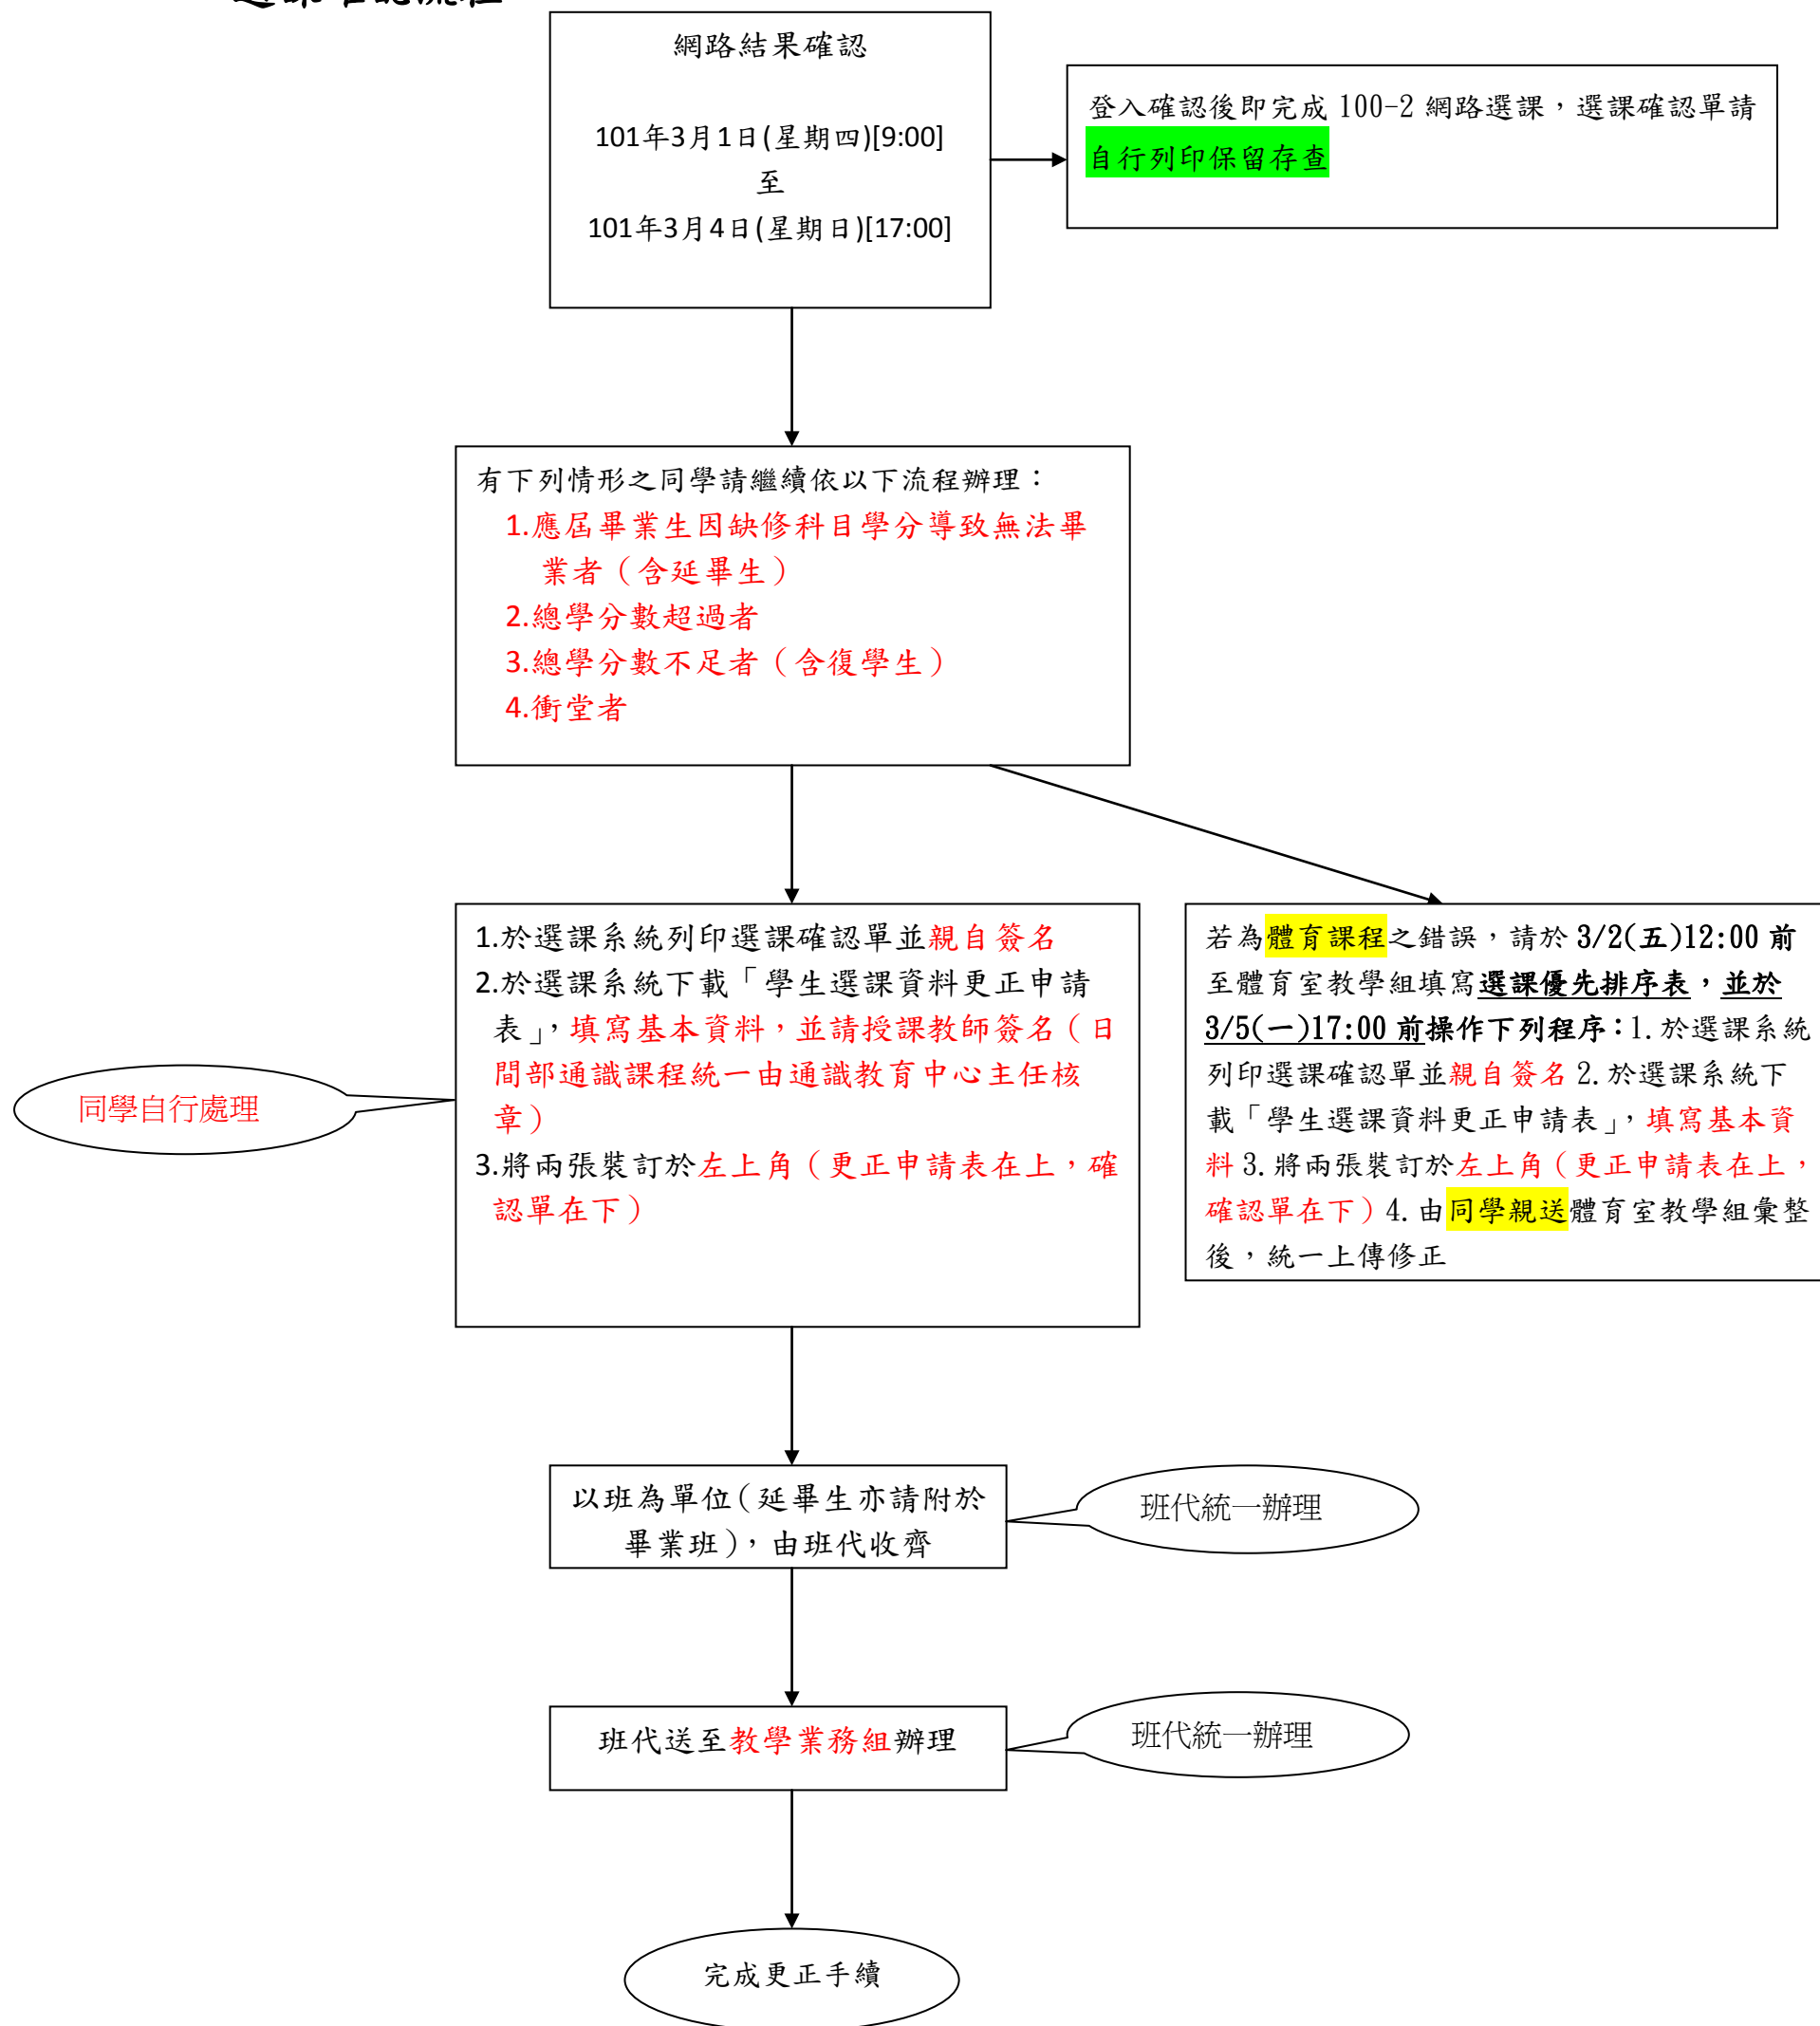 網路結果確認
101年3月1日(星期四)[9:00]
至
101年3月4日(星期日)[17:00]
登入確認後即完成 100-2 網路選課，選課確認單請
自行列印保留存查
有下列情形之同學請繼續依以下流程辦理：
1.應屆畢業生因缺修科目學分導致無法畢
業者（含延畢生）
2.總學分數超過者
3.總學分數不足者（含復學生）
4.衝堂者
1.於選課系統列印選課確認單並親自簽名
2.於選課系統下載「學生選課資料更正申請
表」，填寫基本資料，並請授課教師簽名（日
間部通識課程統一由通識教育中心主任核
章）
3.將兩張裝訂於左上角（更正申請表在上，確
認單在下）
同學自行處理
若為體育課程之錯誤，請於 3/2(五)12:00 前
至體育室教學組填寫選課優先排序表，並於
3/5(一)17:00 前操作下列程序：1.於選課系統
列印選課確認單並親自簽名 2.於選課系統下
載「學生選課資料更正申請表」，填寫基本資
料 3.將兩張裝訂於左上角（更正申請表在上，
確認單在下）4.由同學親送體育室教學組彙整
後，統一上傳修正
以班為單位（延畢生亦請附於
畢業班），由班代收齊
班代統一辦理
班代送至教學業務組辦理
班代統一辦理
完成更正手續